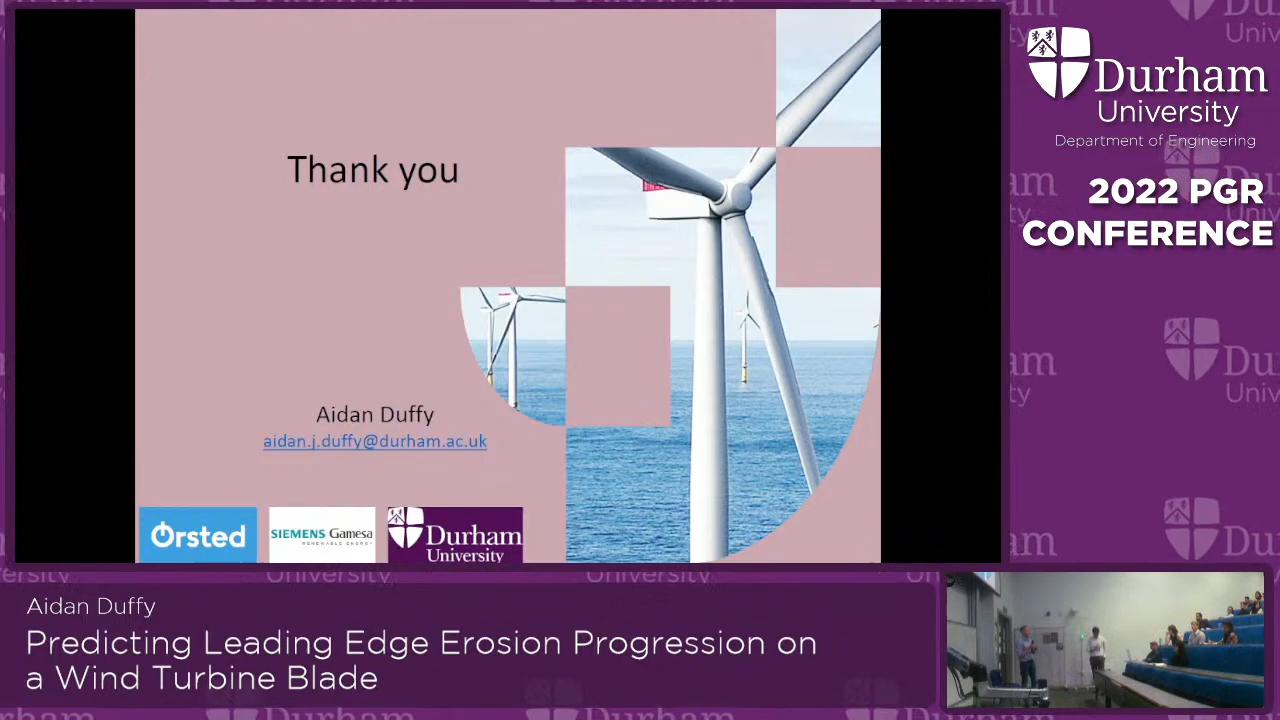 Thank you
Aidan Duffy
aidan.j.duffy@durham.ac.uk
Ørsted
SIEMENS Gamesa
RENEWABLE ENERGY
Durham
University
Durham
University
Department of Engineering
2022 PGR
CONFERENCE
Aidan Duffy
Predicting Leading Edge Erosion Progression on
a Wind Turbine Blade